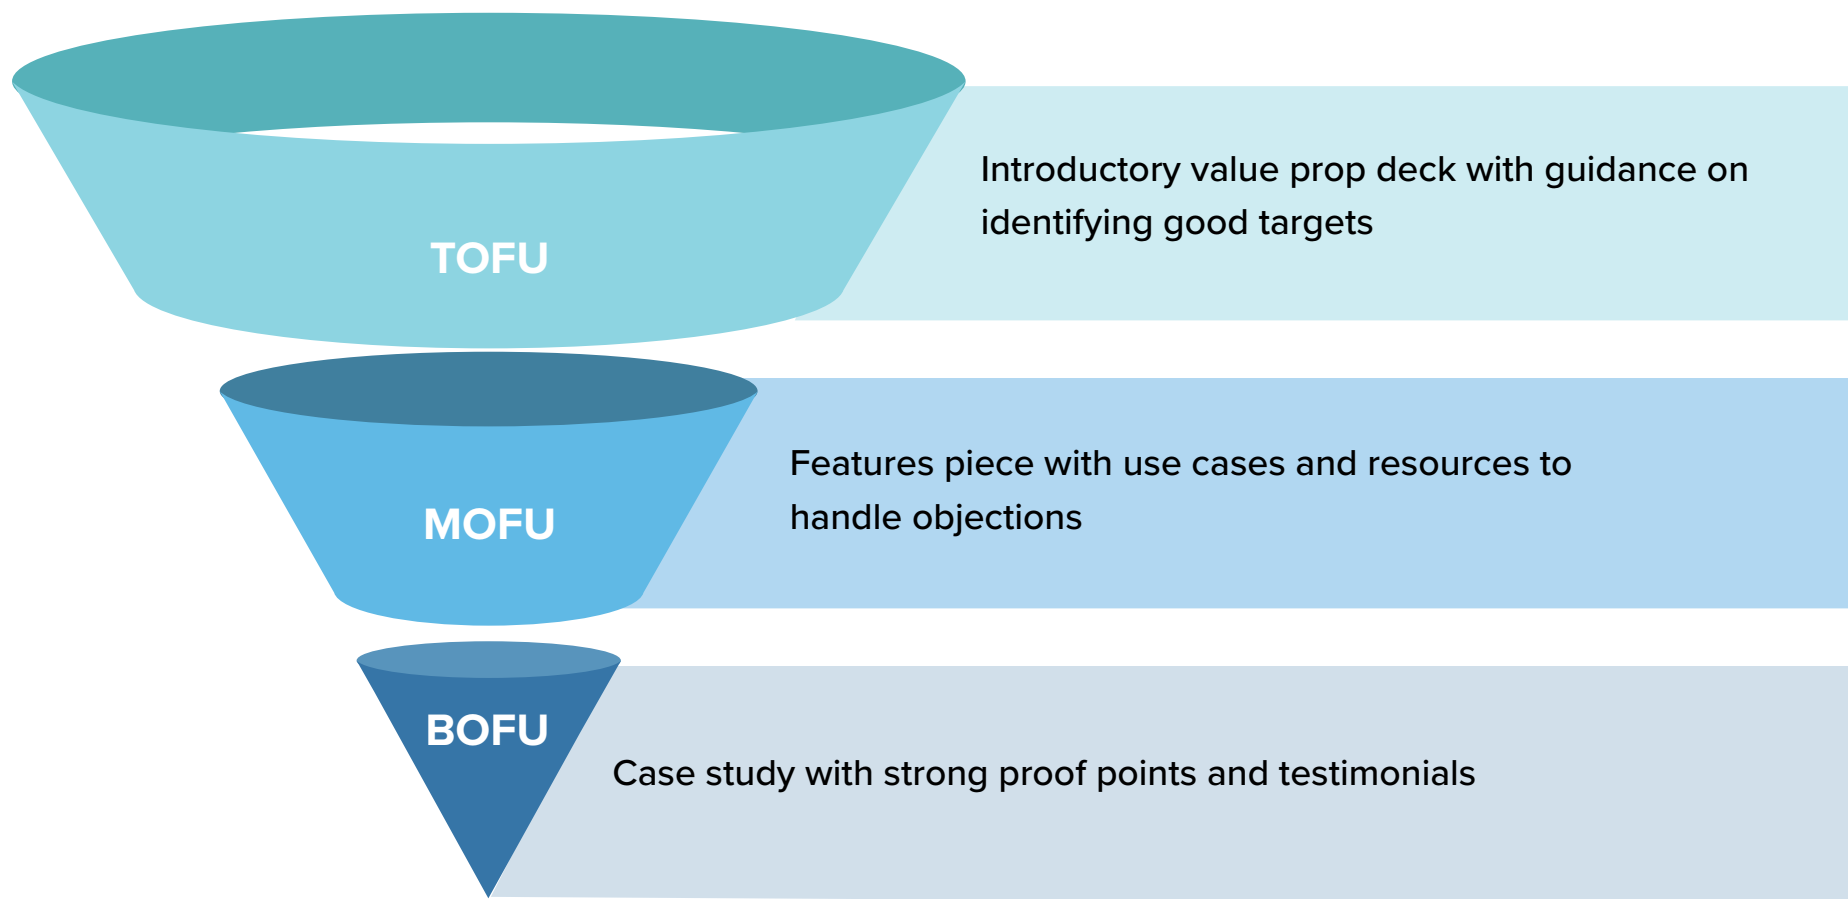 TOFU
Introductory value prop deck with guidance on
identifying good targets
MOFU
Features piece with use cases and resources to
handle objections
BOFU
Case study with strong proof points and testimonials